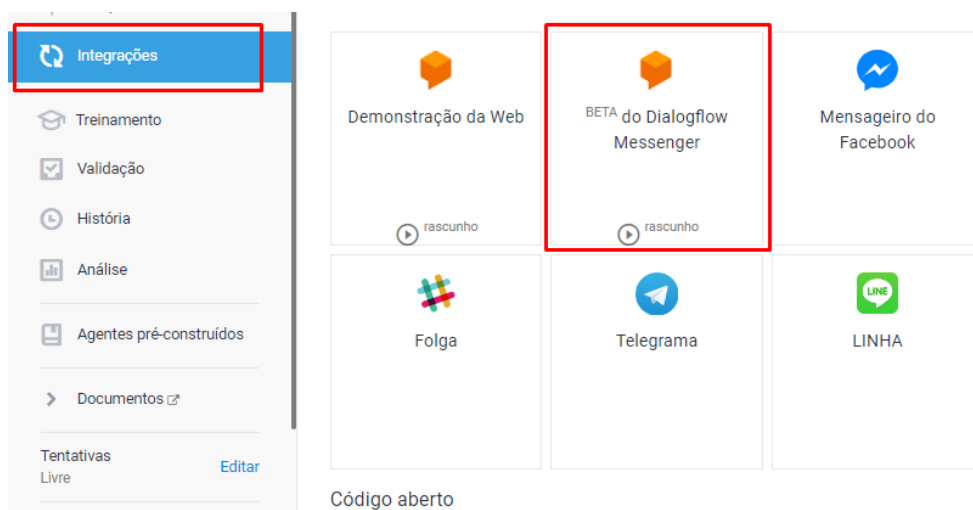 Integrações
Treinamento
Validação
História
Análise
Agentes pré-construídos
Documentos
Tentativas
Livre
Editar
Demonstração da Web
rascunho
BETA do Dialogflow
Messenger
rascunho
Mensageiro do
Facebook
Folga
Telegrama
LINE
LINHA
Código aberto